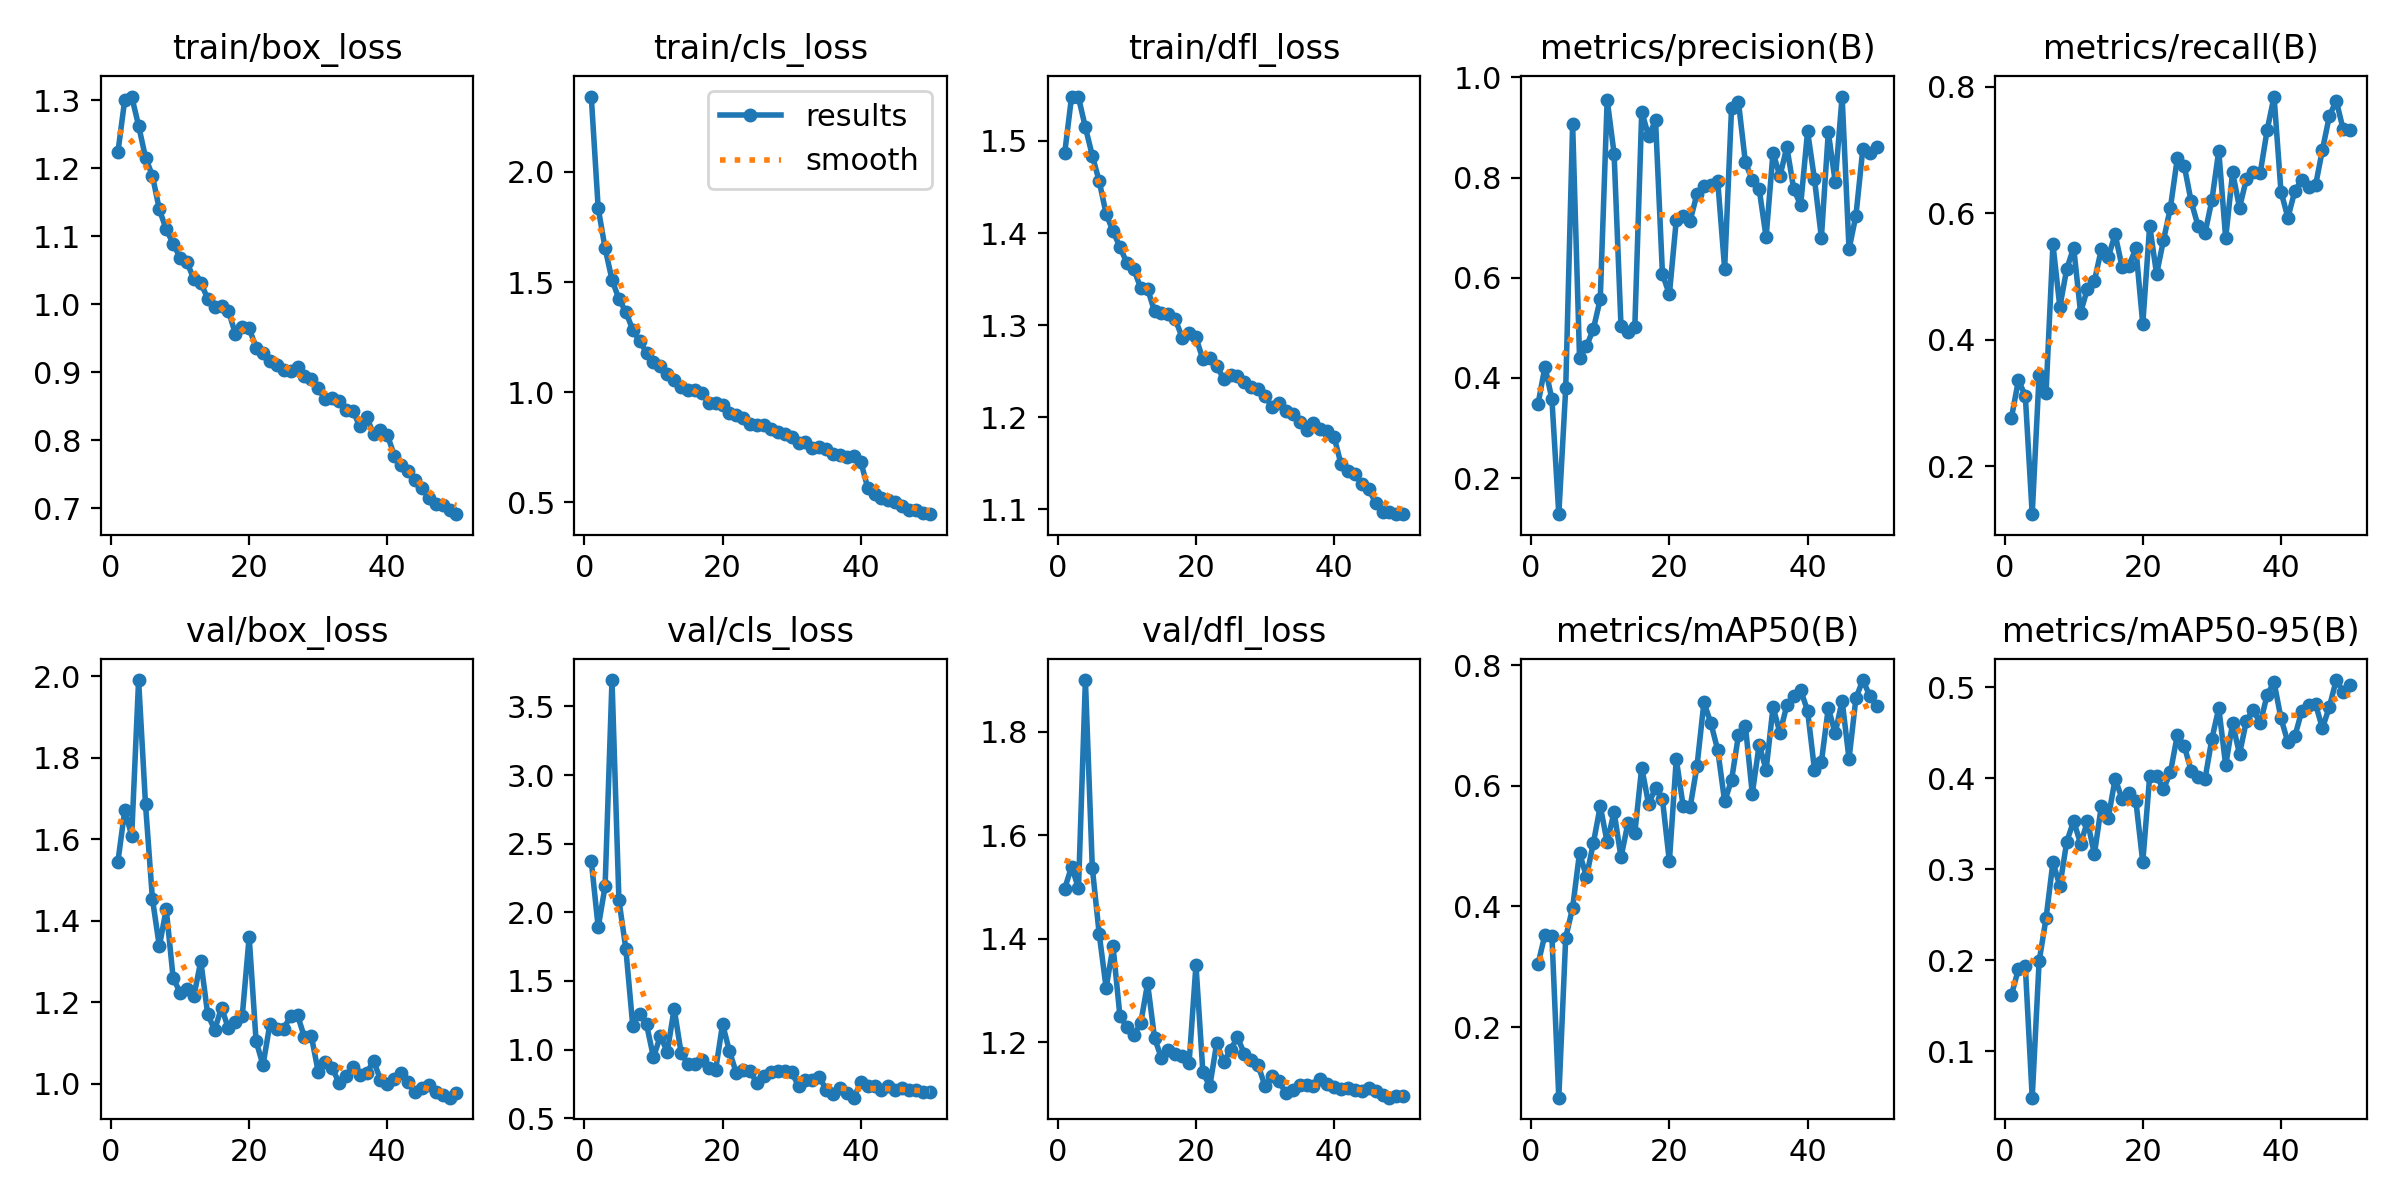 train/box_loss
train/cls_loss
train/dfl_loss
metrics/precision(B)
metrics/recall(B)
1.3
1.2
1.1
1.0
0.9
0.8
0.7
0 20 40
results
smooth
2.0
1.5
1.0
0.5
0 20 40
1.5
1.4
1.3
1.2
1.1
0 20 40
1.0
0.8
0.6
0.4
0.2
0 20 40
0.8
0.6
0.4
0.2
0 20 40
val/box_loss
val/cls_loss
val/dfl_loss
metrics/mAP50(B)
metrics/mAP50-95(B)
2.0
1.8
1.6
1.4
1.2
1.0
0 20 40
3.5
3.0
2.5
2.0
1.5
1.0
0.5
0 20 40
1.8
1.6
1.4
1.2
0 20 40
0.8
0.6
0.4
0.2
0 20 40
0.5
0.4
0.3
0.2
0.1
0 20 40